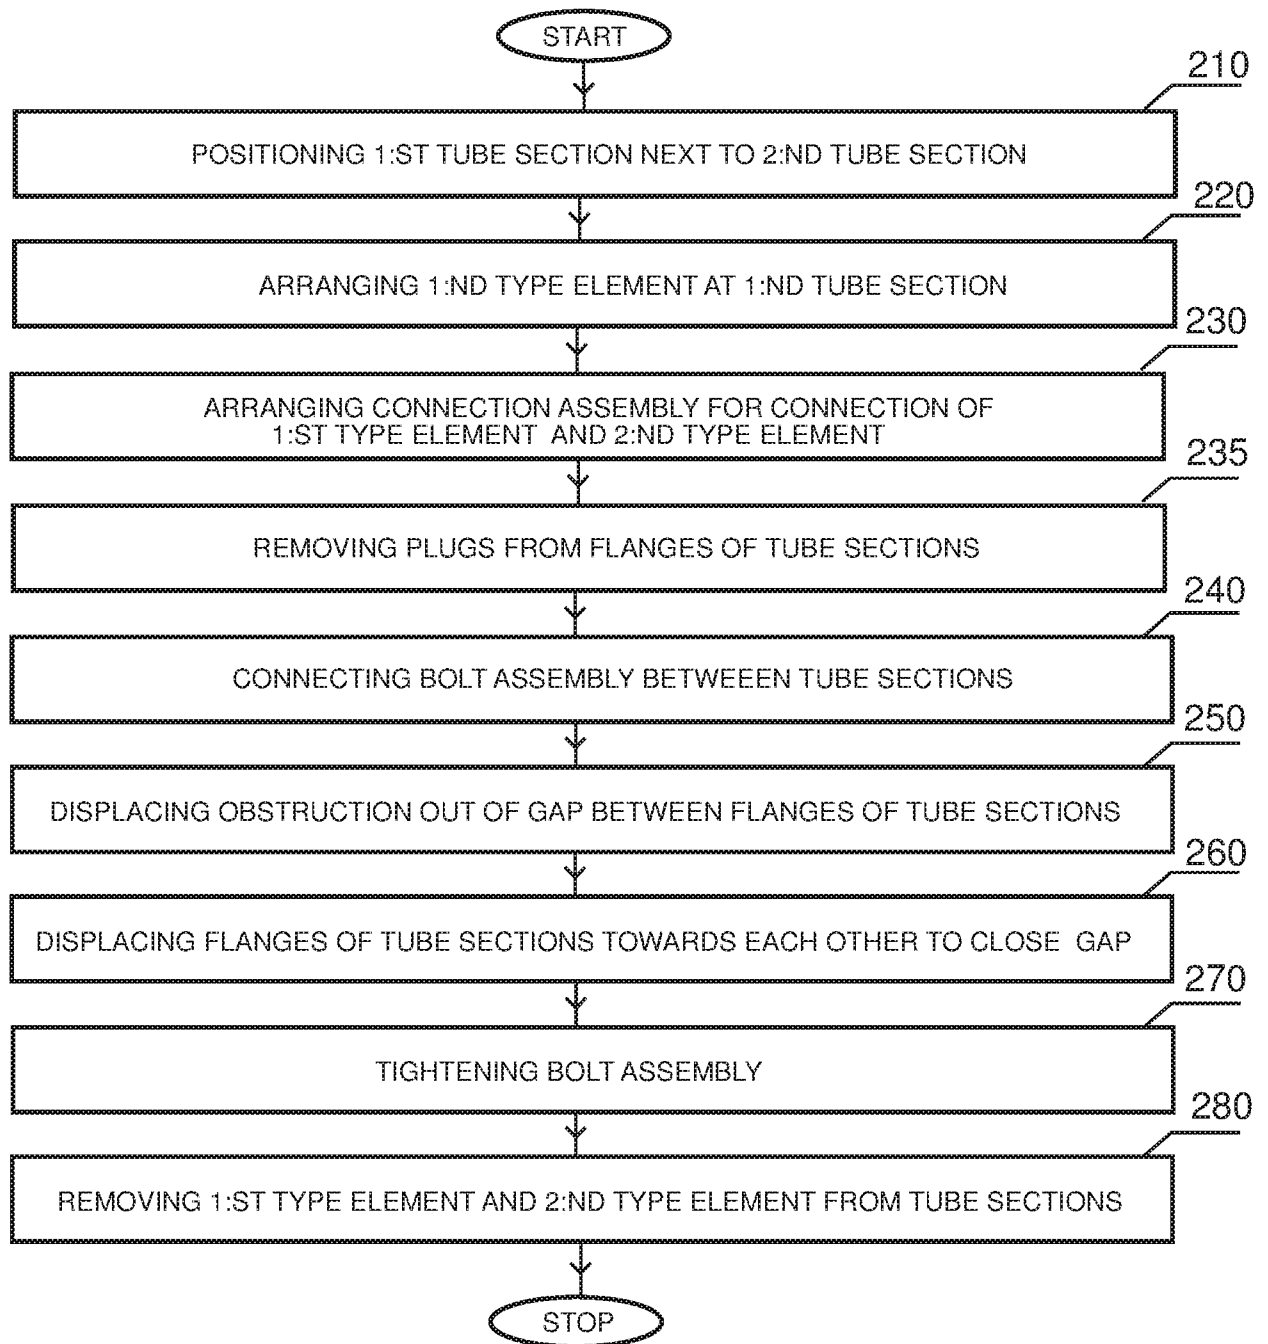 START
210
POSITIONING 1:ST TUBE SECTION NEXT TO 2:ND TUBE SECTION
220
ARRANGING 1:ND TYPE ELEMENT AT 1:ND TUBE SECTION
230
ARRANGING CONNECTION ASSEMBLY FOR CONNECTION OF
1:ST TYPE ELEMENT AND 2:ND TYPE ELEMENT
235
REMOVING PLUGS FROM FLANGES OF TUBE SECTIONS
240
CONNECTING BOLT ASSEMBLY BETWEEEN TUBE SECTIONS
250
DISPLACING OBSTRUCTION OUT OF GAP BETWEEN FLANGES OF TUBE SECTIONS
260
DISPLACING FLANGES OF TUBE SECTIONS TOWARDS EACH OTHER TO CLOSE GAP
270
TIGHTENING BOLT ASSEMBLY
280
REMOVING 1:ST TYPE ELEMENT AND 2:ND TYPE ELEMENT FROM TUBE SECTIONS
STOP